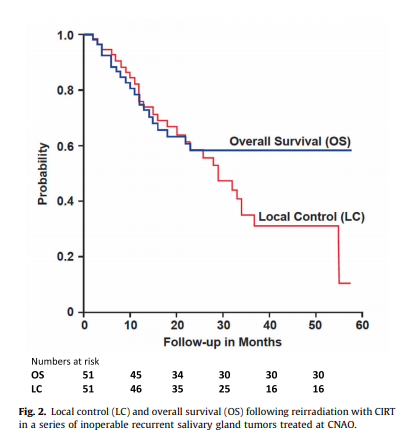 1.0
0.8
0.6
0.4
0.2
0
Probability
Overall Survival (OS)
Local Control (LC)
0 10 20 30 40 50 60
Follow-up in Months
Numbers at risk
OS 51 45 34 30 30 30
LC 51 46 35 25 16 16
Fig. 2. Local control (LC) and overall survival (OS) following reirradiation with CIRT
in a series of inoperable recurrent salivary gland tumors treated at CNAO.